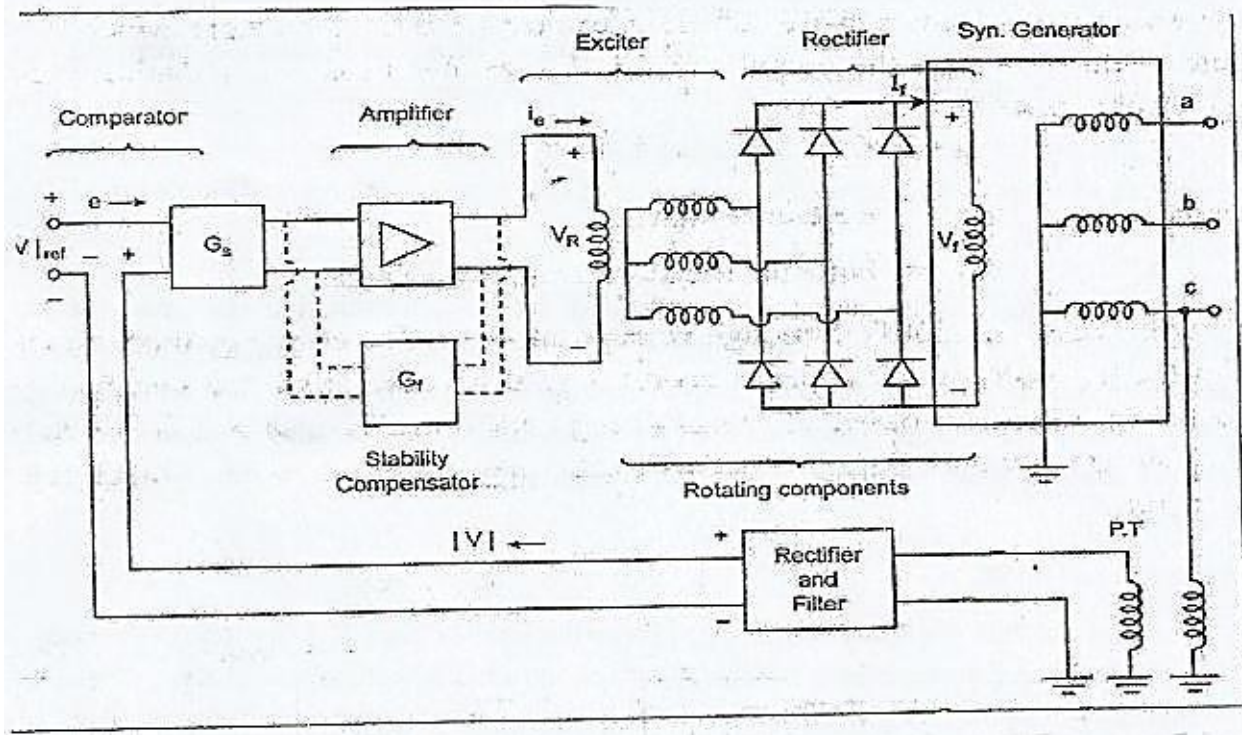 Exciter
Rectifier
Syn. Generator
Comparator
Amplifier
i_e →
I_f
+
a
+ e →
+
V|_ref − +
−
G_a
V_R
V_f
b
c
−
G_f
Stability
Compensator
Rotating components
|V| ←
+
−
Rectifier
and
Filter
P.T